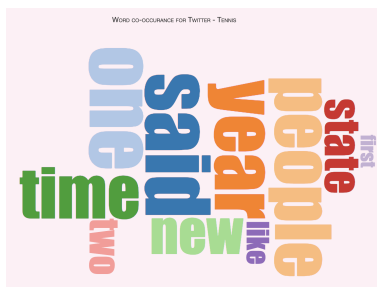 Word co-occurance for Twitter - Tennis
one
said
year
people
state
first
time
two
new
like